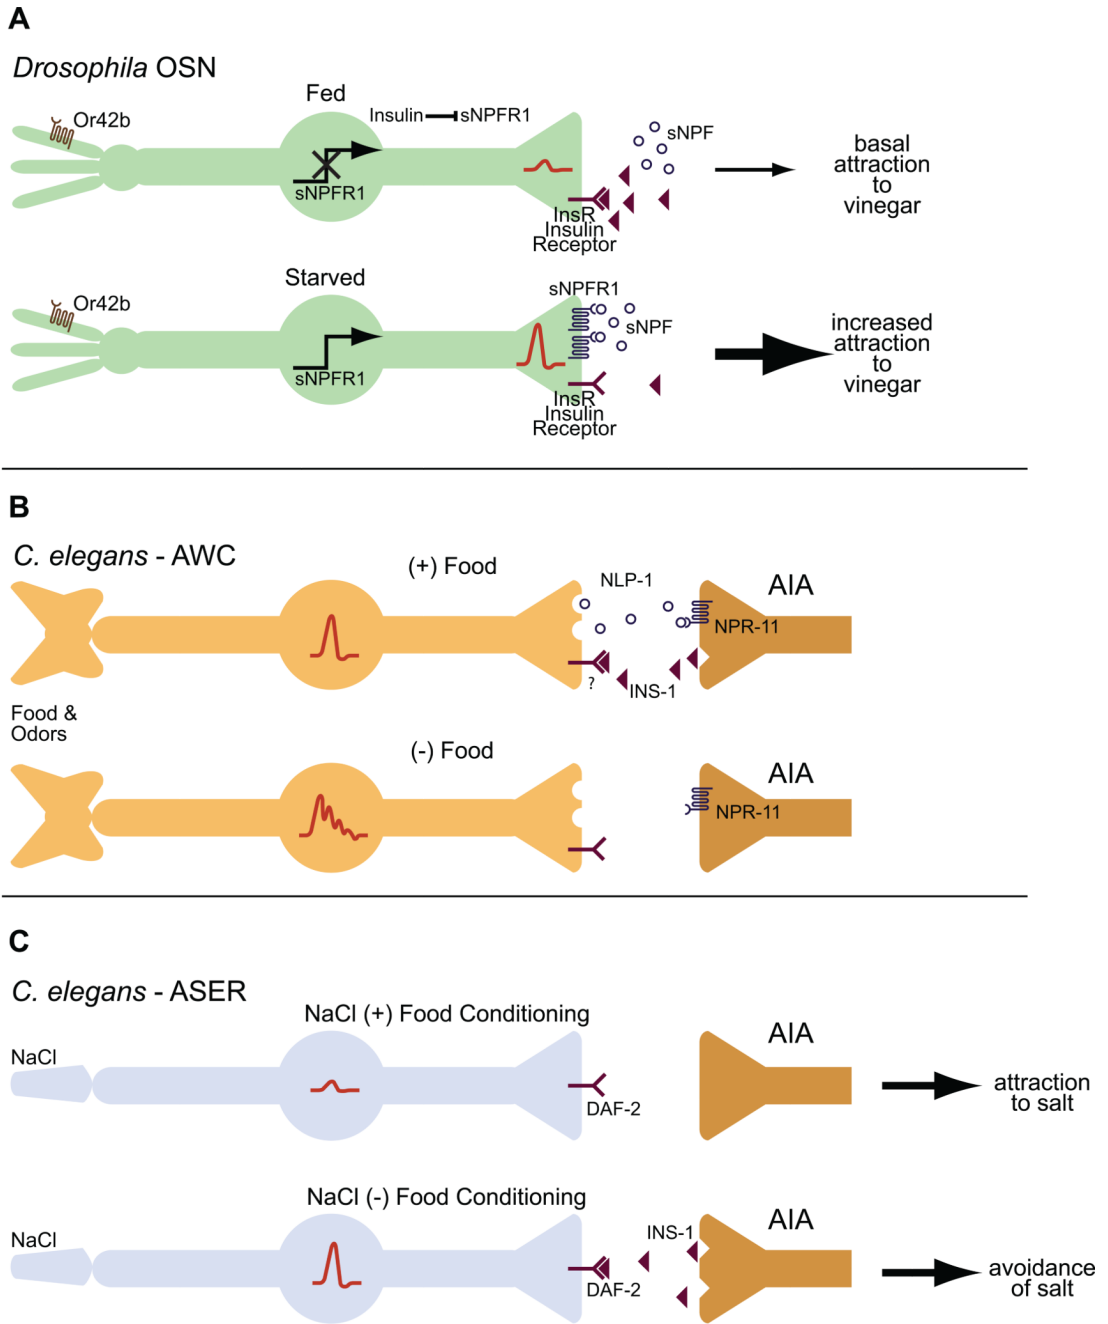 A
Drosophila OSN
Fed
Or42b
Insulin sNPFR1
sNPF
sNPFR1
InsR
Insulin
Receptor
basal
attraction
to
vinegar
Starved
Or42b
sNPFR1
sNPFR1
sNPF
InsR
Insulin
Receptor
increased
attraction
to
vinegar
B
C. elegans - AWC
(+) Food
NLP-1
AIA
NPR-11
?
INS-1
Food &
Odors
(-) Food
AIA
NPR-11
C
C. elegans - ASER
NaCl (+) Food Conditioning
NaCl
AIA
DAF-2
attraction
to salt
NaCl (-) Food Conditioning
NaCl
INS-1
AIA
DAF-2
avoidance
of salt